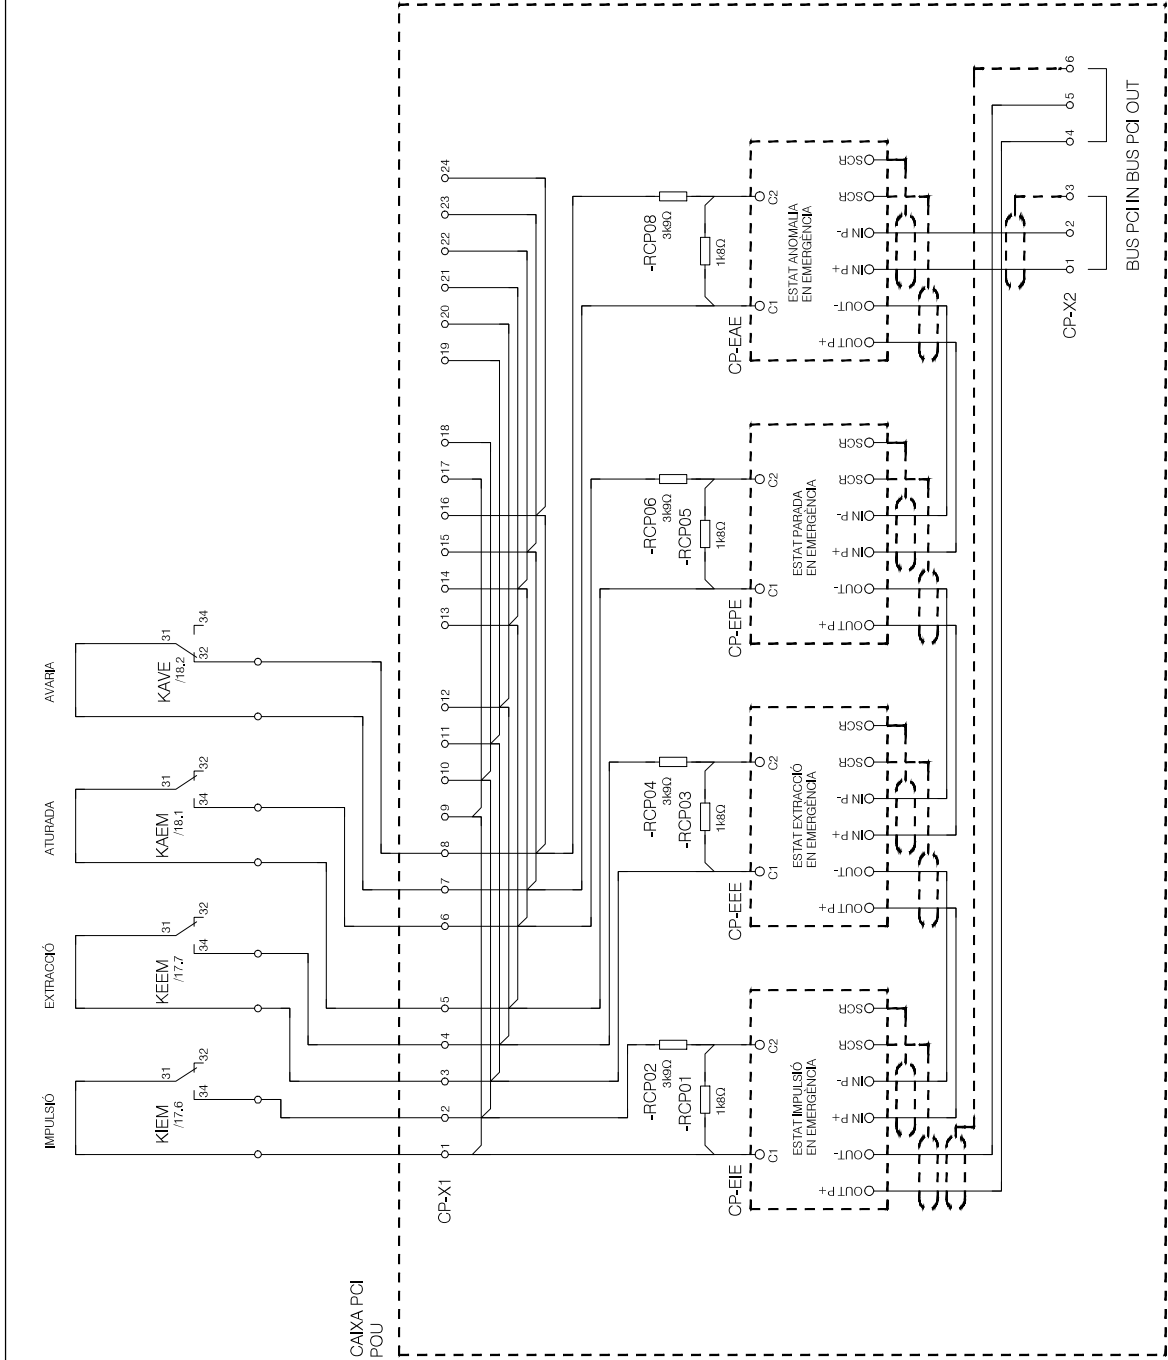 CAIXA PCI
POU
IMPULSÓ
KIEM
/17.6
31
32
34
EXTRACCIÓ
KEEM
/17.7
31
32
34
ATURADA
KAEM
/18.1
31
32
34
AVARIA
KAVE
/18.2
31
32
34
CP-X1
1
2
3
4
5
6
7
8
9
10
11
12
13
14
15
16
17
18
19
20
21
22
23
24
-RCP02
3k9Ω
-RCP01
1k8Ω
-RCP04
3k9Ω
-RCP03
1k8Ω
-RCP06
3k9Ω
-RCP05
1k8Ω
-RCP08
3k9Ω
1k8Ω
CP-EIE
C1
C2
ESTAT IMPULSIÓ
EN EMERGÈNCIA
OUT P+
OUT-
IN P+
IN P-
SCR
SCR
CP-EEE
C1
C2
ESTAT EXTRACCIÓ
EN EMERGÈNCIA
OUT P+
OUT-
IN P+
IN P-
SCR
SCR
CP-EPE
C1
C2
ESTAT PARADA
EN EMERGÈNCIA
OUT P+
OUT-
IN P+
IN P-
SCR
SCR
CP-EAE
C1
C2
ESTAT ANOMALIA
EN EMERGÈNCIA
OUT P+
OUT-
IN P+
IN P-
SCR
SCR
CP-X2
1
2
3
4
5
6
BUS PCI IN BUS PCI OUT